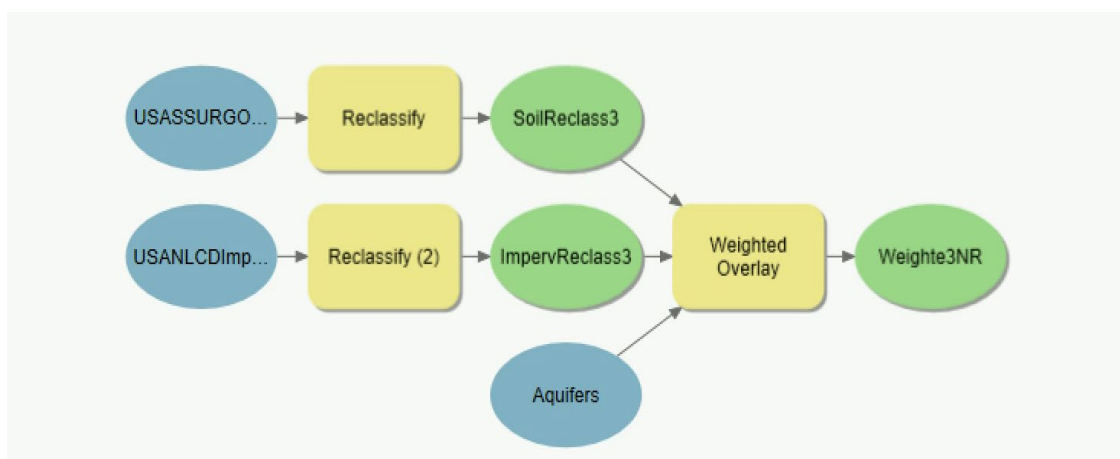 USASSURGO...
Reclassify
SoilReclass3
USANLCDImp...
Reclassify (2)
ImpervReclass3
Weighted
Overlay
Weighte3NR
Aquifers